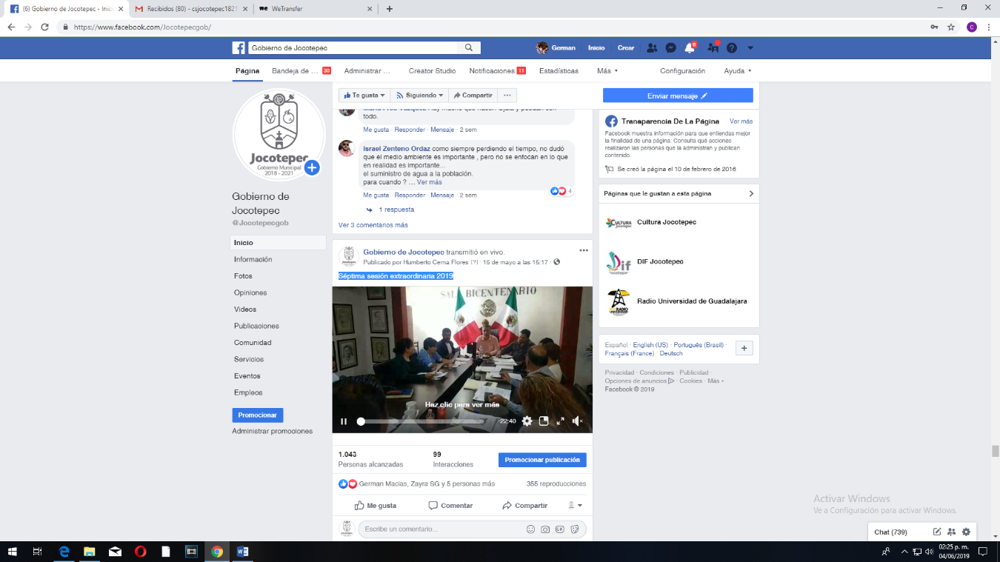 (6) Gobierno de Jocotepec - Inic
Recibidos (80) - csjocotepec1821
WeTransfer
https://www.facebook.com/Jocotepecgob/
C
Gobierno de Jocotepec
German
Inicio
Crear
6
Página
Bandeja de ... 30
Administrar ...
Creator Studio
Notificaciones 11
Estadísticas
Más
Configuración
Ayuda
Te gusta
Siguiendo
Compartir
Enviar mensaje
Jocotepec
Gobierno Municipal
2018 - 2021
Gobierno de
Jocotepec
@Jocotepecgob
Inicio
Información
Fotos
Opiniones
Videos
Publicaciones
Comunidad
Servicios
Eventos
Empleos
Promocionar
Administrar promociones
todo.
Me gusta · Responder · Mensaje · 2 sem
Israel Zenteno Ordaz como siempre perdiendo el tiempo, no dudó
que el medio ambiente es importante , pero no se enfocan en lo que
en realidad es importante...
el suministro de agua a la población.
para cuando ? ... Ver más
4
Me gusta · Responder · Mensaje · 2 sem
1 respuesta
Ver 3 comentarios más
Gobierno de Jocotepec transmitió en vivo.
Publicado por Humberto Cerna Flores [?] · 15 de mayo a las 15:17 ·
Séptima sesión extraordinaria 2019
SALA BICENTENARIO
Haz clic para ver más
-22:40
1.043
Personas alcanzadas
99
Interacciones
Promocionar publicación
German Macias, Zayra SG y 5 personas más
355 reproducciones
Me gusta
Comentar
Compartir
Escribe un comentario...
Transparencia De La Página
Ver más
Facebook muestra información para que entiendas mejor
la finalidad de una página. Consulta qué acciones
realizaron las personas que la administran y publican
contenido.
Se creó la página el 10 de febrero de 2016
Páginas que le gustan a esta página
Cultura Jocotepec
DIF Jocotepec
Radio Universidad de Guadalajara
Español · English (US) · Português (Brasil) ·
Français (France) · Deutsch
Privacidad · Condiciones · Publicidad ·
Opciones de anuncios · Cookies · Más
Facebook © 2019
Activar Windows
Ve a Configuración para activar Windows.
Chat (739)
02:25 p. m.
04/06/2019